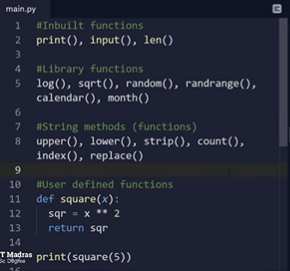 main.py
1 #Inbuilt functions
2 print(), input(), len()
3
4 #Library functions
5 log(), sqrt(), random(), randrange(),
calendar(), month()
6
7 #String methods (functions)
8 upper(), lower(), strip(), count(),
index(), replace()
9
10 #User defined functions
11 def square(x):
12 sqr = x ** 2
13 return sqr
14
T Madras
Sc Degree
print(square(5))
16